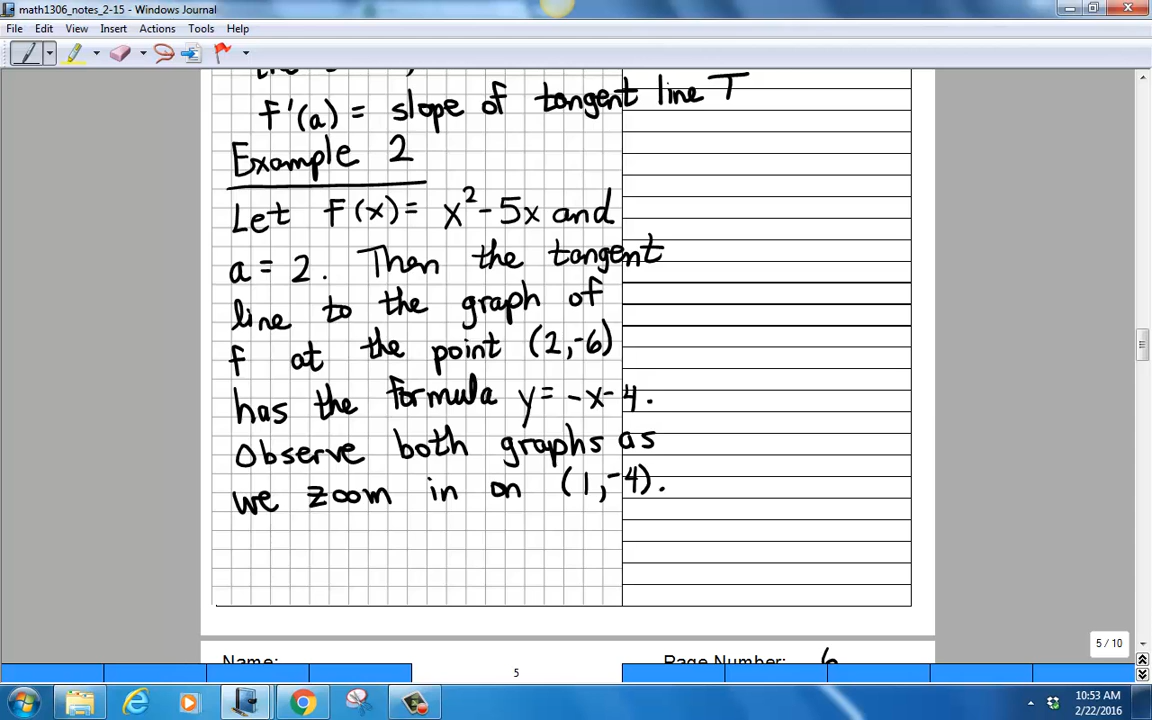 math1306_notes_2-15 - Windows Journal
File Edit View Insert Actions Tools Help
F'(a) = slope of tangent line T
Example 2
Let F(x) = x² - 5x and
a = 2. Then the tangent
line to the graph of
f at the point (2,-6)
has the formula y = -x-4.
Observe both graphs as
we zoom in on (1,-4).
5 / 10
Name: Page Number: 6
5
10:53 AM
2/22/2016